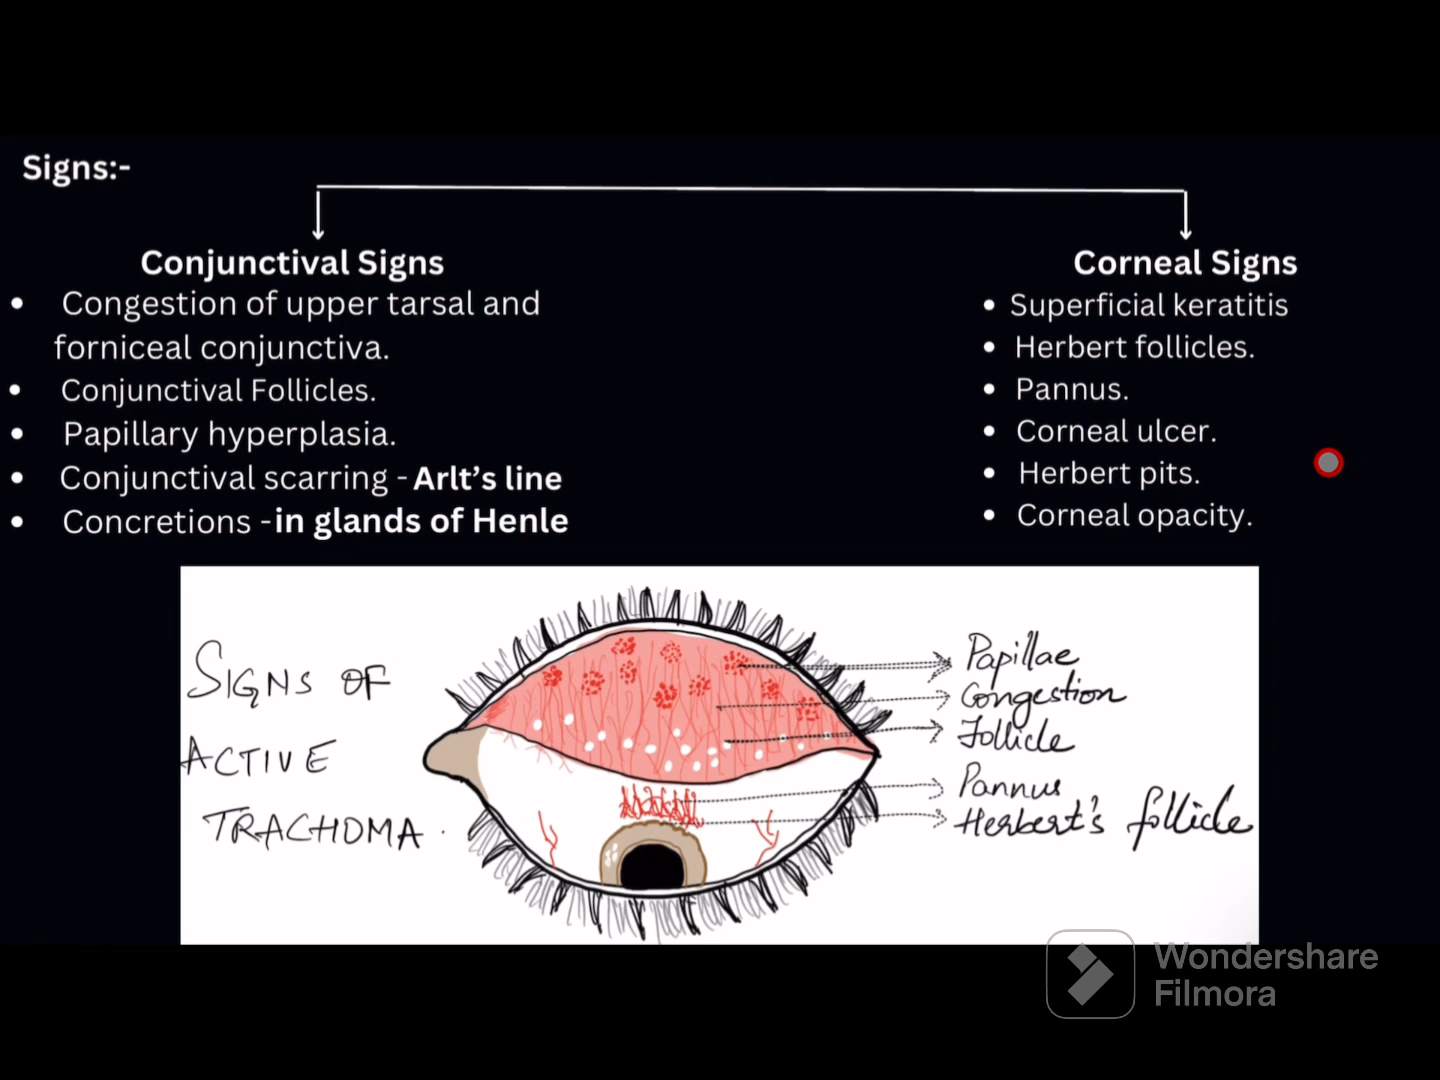 Signs:-
Conjunctival Signs
• Congestion of upper tarsal and
forniceal conjunctiva.
• Conjunctival Follicles.
• Papillary hyperplasia.
• Conjunctival scarring - Arlt's line
• Concretions - in glands of Henle
Corneal Signs
• Superficial keratitis
• Herbert follicles.
• Pannus.
• Corneal ulcer.
• Herbert pits.
• Corneal opacity.
SIGNS OF
ACTIVE
TRACHOMA.
Papillae
Congestion
Follicle
Pannus
Herbert's follicle
Wondershare
Filmora